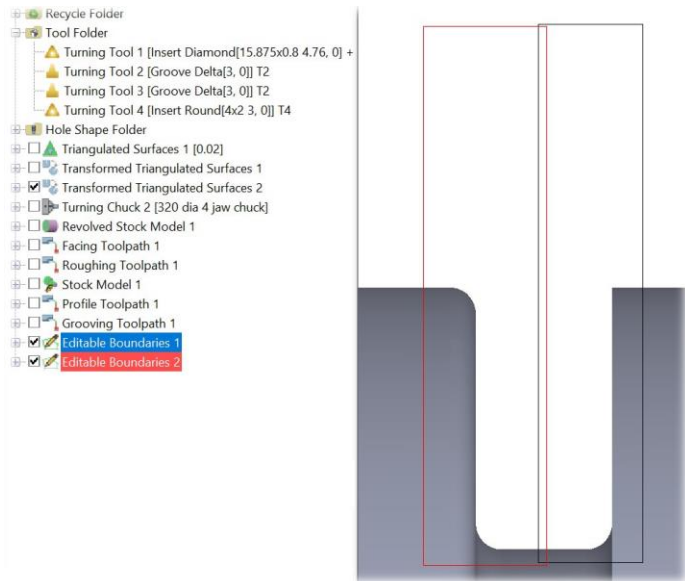 Recycle Folder
Tool Folder
Turning Tool 1 [Insert Diamond[15.875x0.8 4.76, 0] +
Turning Tool 2 [Groove Delta[3, 0]] T2
Turning Tool 3 [Groove Delta[3, 0]] T2
Turning Tool 4 [Insert Round[4x2 3, 0]] T4
Hole Shape Folder
Triangulated Surfaces 1 [0.02]
Transformed Triangulated Surfaces 1
Transformed Triangulated Surfaces 2
Turning Chuck 2 [320 dia 4 jaw chuck]
Revolved Stock Model 1
Facing Toolpath 1
Roughing Toolpath 1
Stock Model 1
Profile Toolpath 1
Grooving Toolpath 1
Editable Boundaries 1
Editable Boundaries 2